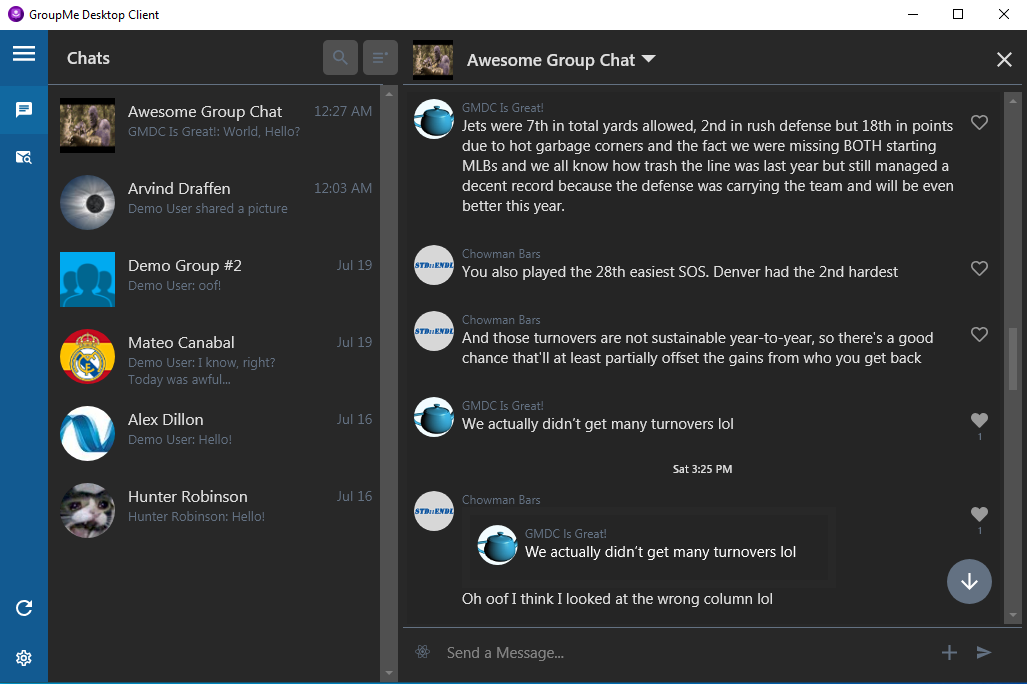 GroupMe Desktop Client
Chats
Awesome Group Chat
12:27 AM
GMDC Is Great!: World, Hello?
Arvind Draffen
12:03 AM
Demo User shared a picture
Demo Group #2
Jul 19
Demo User: oof!
Mateo Canabal
Jul 19
Demo User: I know, right?
Today was awful...
Alex Dillon
Jul 16
Demo User: Hello!
Hunter Robinson
Jul 16
Hunter Robinson: Hello!
Awesome Group Chat
GMDC Is Great!
Jets were 7th in total yards allowed, 2nd in rush defense but 18th in points
due to hot garbage corners and the fact we were missing BOTH starting
MLBs and we all know how trash the line was last year but still managed a
decent record because the defense was carrying the team and will be even
better this year.
STD::ENDL
Chowman Bars
You also played the 28th easiest SOS. Denver had the 2nd hardest
STD::ENDL
Chowman Bars
And those turnovers are not sustainable year-to-year, so there's a good
chance that'll at least partially offset the gains from who you get back
GMDC Is Great!
We actually didn't get many turnovers lol
1
Sat 3:25 PM
STD::ENDL
Chowman Bars
1
GMDC Is Great!
We actually didn't get many turnovers lol
Oh oof I think I looked at the wrong column lol
Send a Message...